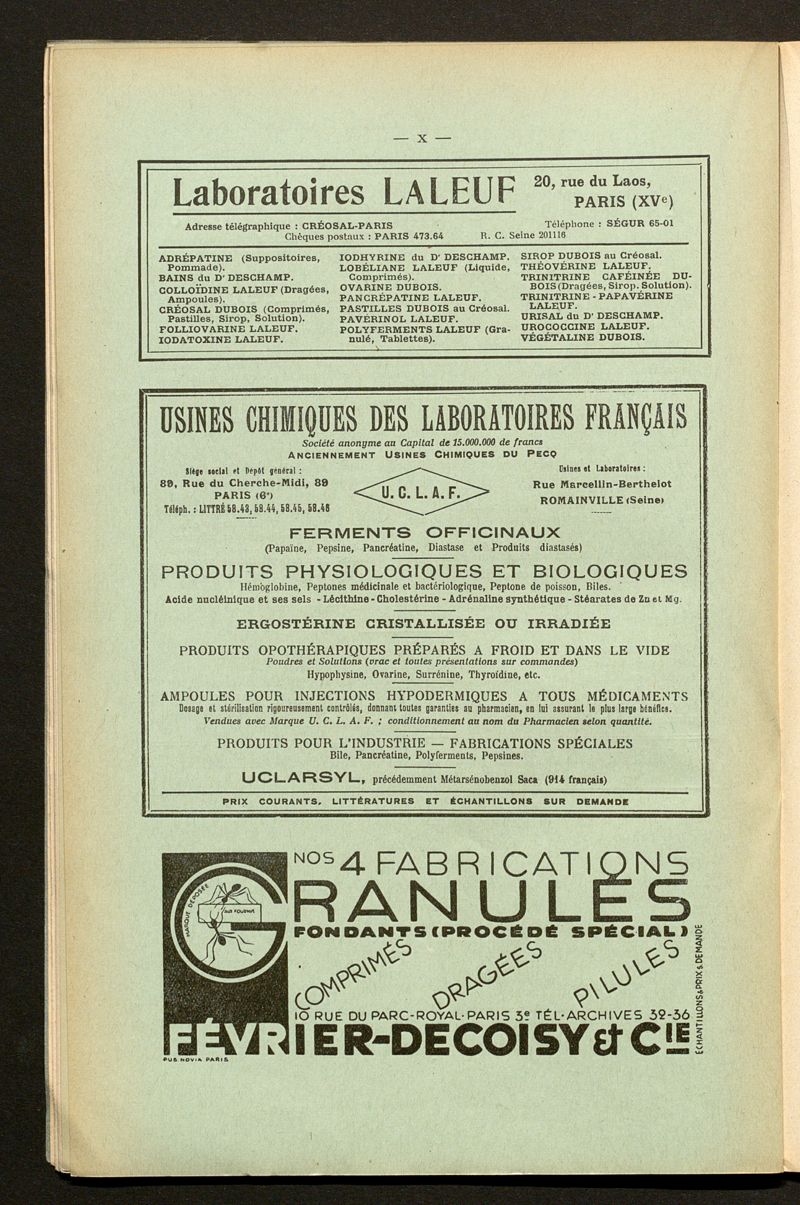 — X —
Laboratoires LALEUF
20, rue du Laos,
PARIS (XVe)
Adresse télégraphique : CRÉOSAL-PARIS
Téléphone : SÉGUR 65-01
Chèques postaux : PARIS 473.64
R. C. Seine 201116
ADRÉPATINE (Suppositoires,
Pommade).
BAINS du Dr DESCHAMP.
COLLOÏDINE LALEUF (Dragées,
Ampoules).
CRÉOSAL DUBOIS (Comprimés,
Pastilles, Sirop, Solution).
FOLLIOVARINE LALEUF.
IODATOXINE LALEUF.
IODHYRINE du Dr DESCHAMP.
LOBÉLIANE LALEUF (Liquide,
Comprimés).
OVARINE DUBOIS.
PANCRÉPATINE LALEUF.
PASTILLES DUBOIS au Créosal.
PAVÉRINOL LALEUF.
POLYFERMENTS LALEUF (Gra-
nulé, Tablettes).
SIROP DUBOIS au Créosal.
THÉOVÉRINE LALEUF.
TRINITRINE CAFÉINÉE DU-
BOIS (Dragées, Sirop. Solution).
TRINITRINE - PAPAVÉRINE
LALEUF.
URISAL du Dr DESCHAMP.
UROCOCCINE LALEUF.
VÉGÉTALINE DUBOIS.
USINES CHIMIQUES DES LABORATOIRES FRANÇAIS
Société anonyme au Capital de 15.000.000 de francs
ANCIENNEMENT USINES CHIMIQUES DU PECQ
Siège social et Dépôt général :
89, Rue du Cherche-Midi, 89
PARIS (6e)
Téléph. : LITTRÉ 58.43, 58.44, 58.45, 58.46
U. C. L. A. F.
Usines et Laboratoires :
Rue Marcellin-Berthelot
ROMAINVILLE (Seine)
FERMENTS OFFICINAUX
(Papaïne, Pepsine, Pancréatine, Diastase et Produits diastasés)
PRODUITS PHYSIOLOGIQUES ET BIOLOGIQUES
Hémoglobine, Peptones médicinale et bactériologique, Peptone de poisson, Biles.
Acide nucléinique et ses sels - Lécithine - Cholestérine - Adrénaline synthétique - Stéarates de Zn et Mg.
ERGOSTÉRINE CRISTALLISÉE OU IRRADIÉE
PRODUITS OPOTHÉRAPIQUES PRÉPARÉS A FROID ET DANS LE VIDE
Poudres et Solutions (vrac et toutes présentations sur commandes)
Hypophysine, Ovarine, Surrénine, Thyroïdine, etc.
AMPOULES POUR INJECTIONS HYPODERMIQUES A TOUS MÉDICAMENTS
Dosage et stérilisation rigoureusement contrôlés, donnant toutes garanties au pharmacien, en lui assurant le plus large bénéfice.
Vendues avec Marque U. C. L. A. F. ; conditionnement au nom du Pharmacien selon quantité.
PRODUITS POUR L'INDUSTRIE — FABRICATIONS SPÉCIALES
Bile, Pancréatine, Polyferments, Pepsines.
UCLARSYL, précédemment Métarsénobenzol Saca (914 français)
PRIX COURANTS, LITTÉRATURES ET ÉCHANTILLONS SUR DEMANDE
NOS 4 FABRICATIONS
GRANULES
MARQUE DÉPOSÉE
FONDANTS (PROCÉDÉ SPÉCIAL)
COMPRIMÉS DRAGÉES PILULES
10 RUE DU PARC-ROYAL·PARIS 3e TÉL·ARCHIVES 32-36
FÉVRIER-DECOISY & CIE
ECHANTILLONS & PRIX S. DEMANDE
PUB. NOVIA PARIS